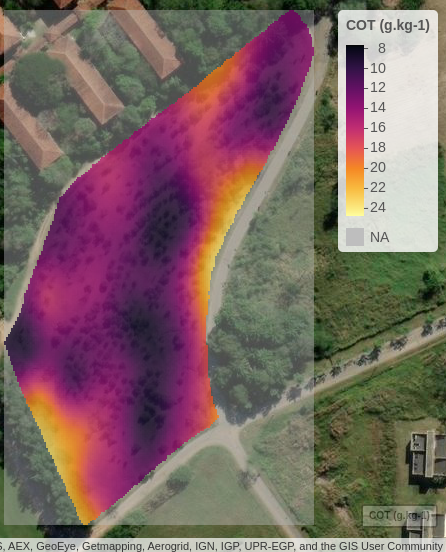 COT (g.kg-1)
8
10
12
14
16
18
20
22
24
NA
COT (g.kg-1)
S, AEX, GeoEye, Getmapping, Aerogrid, IGN, IGP, UPR-EGP, and the GIS User Community